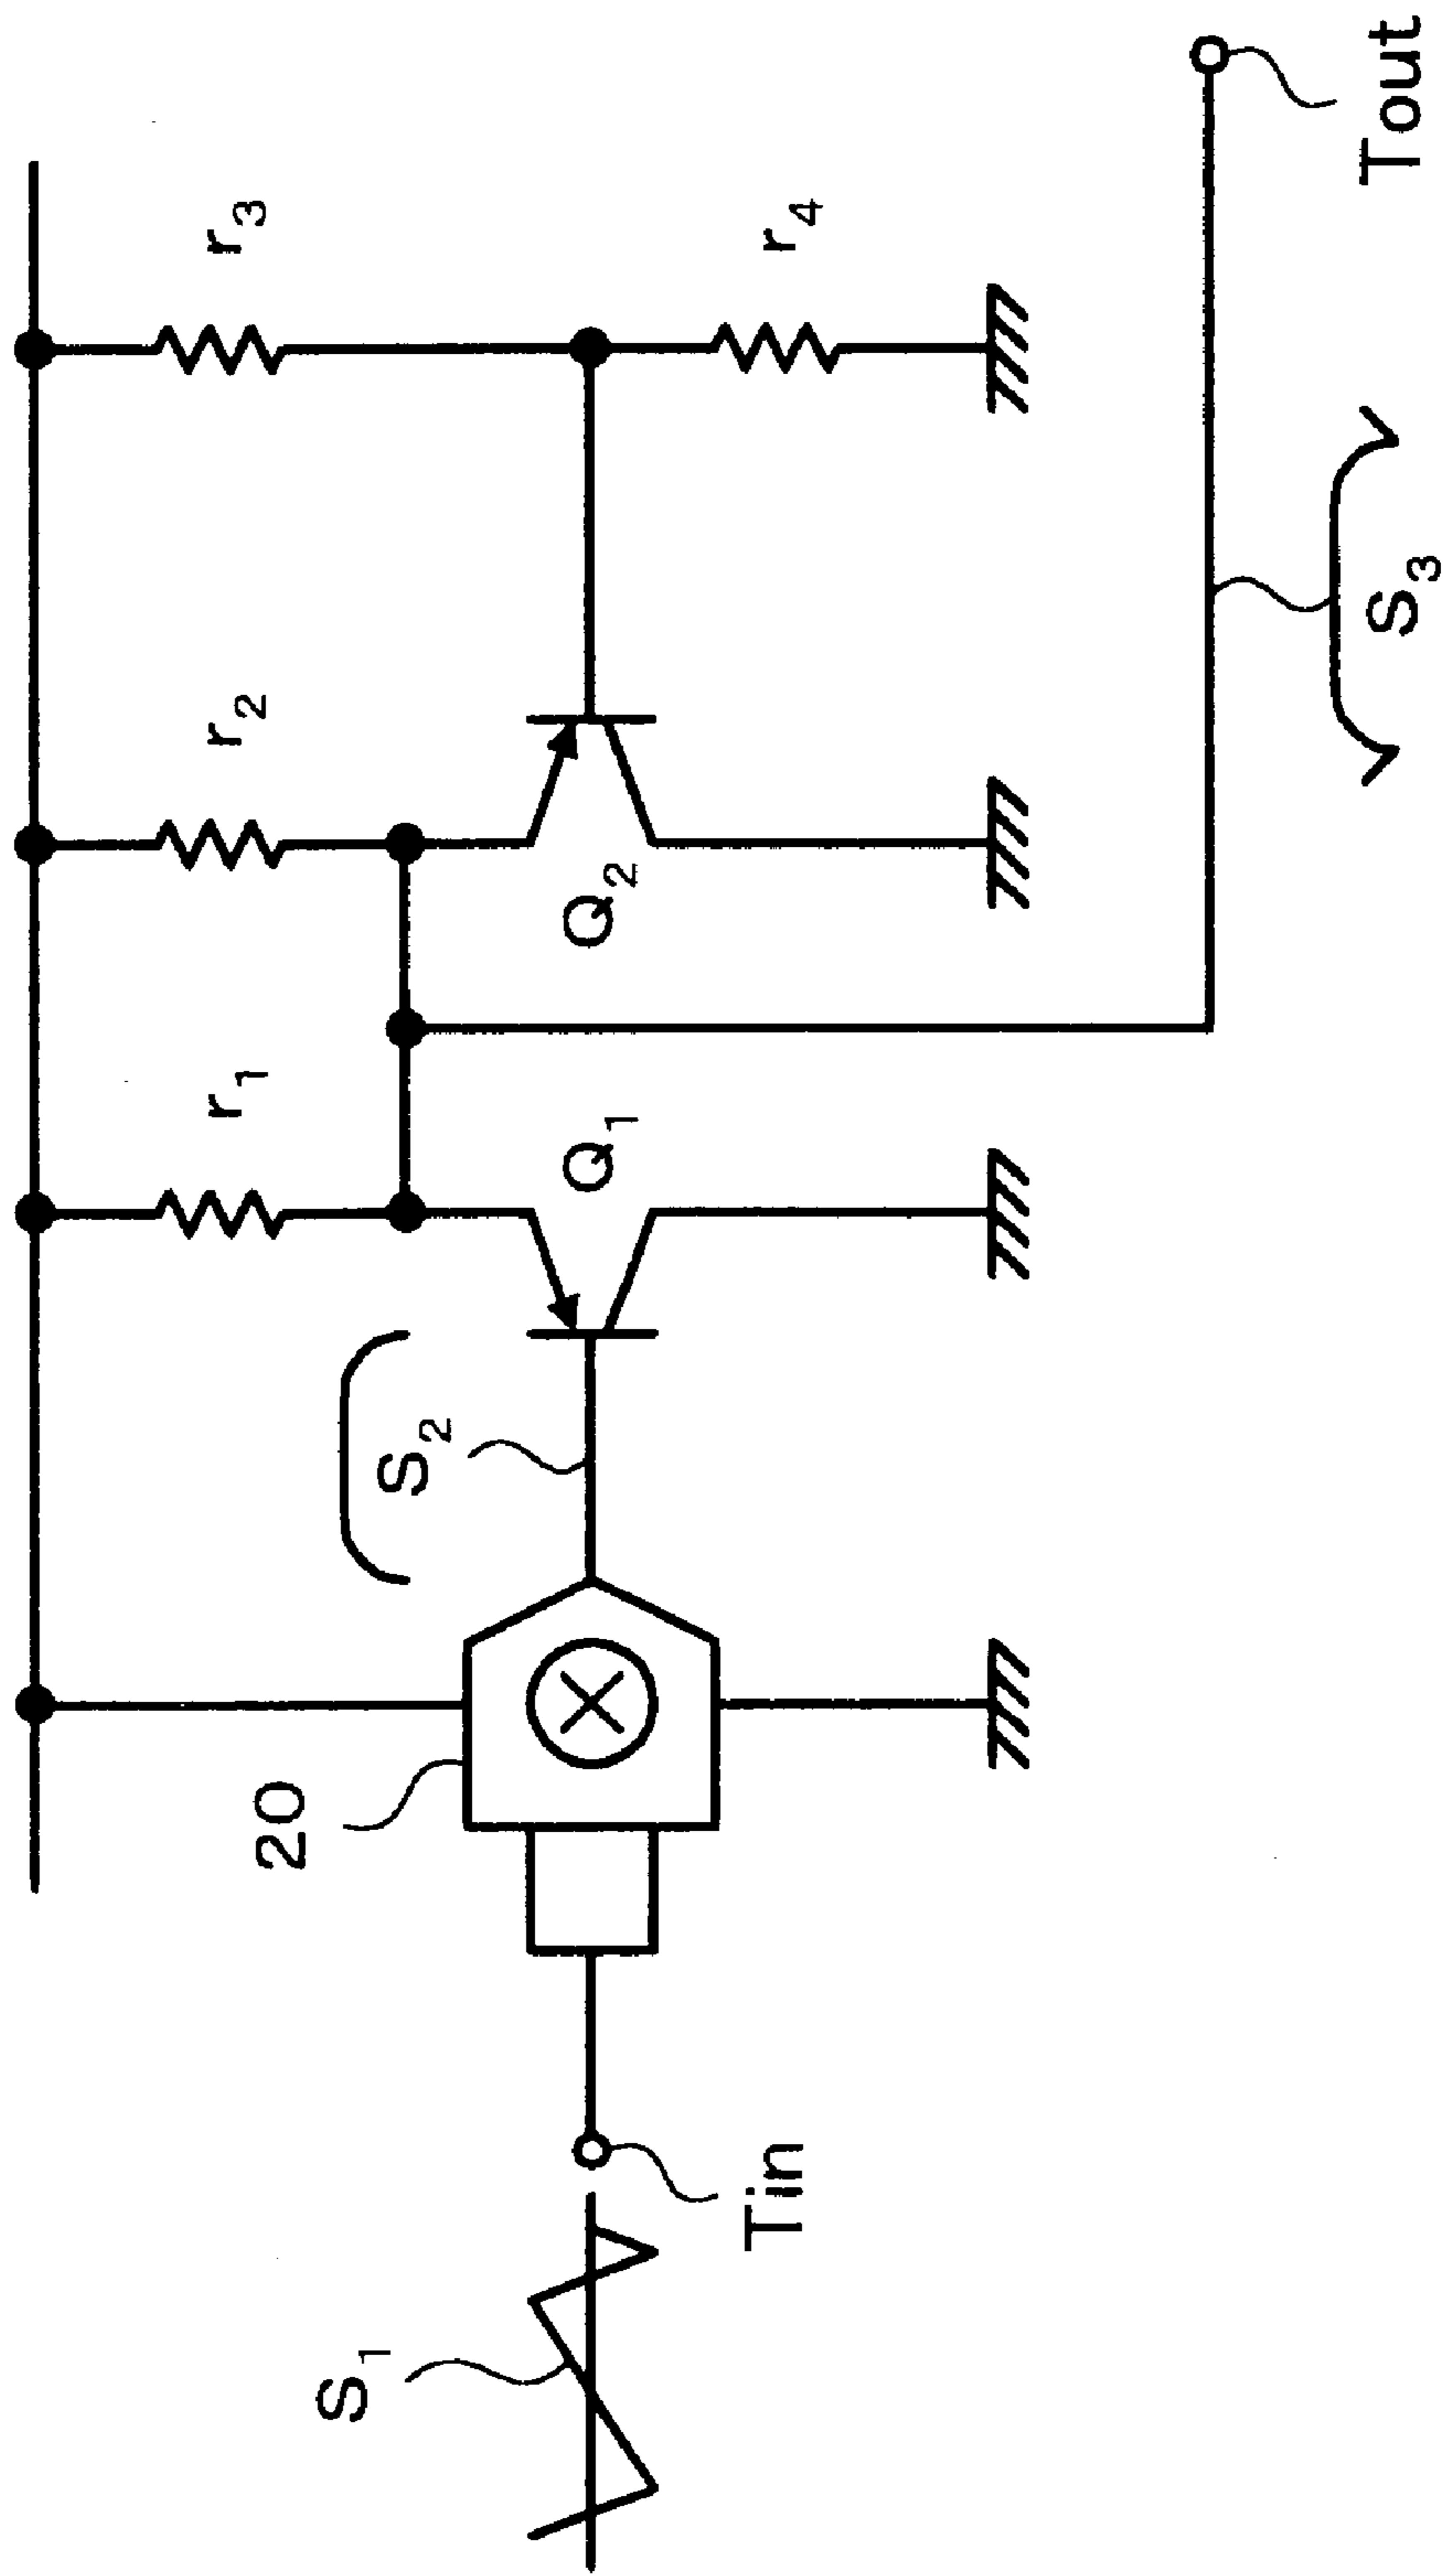 r₁
r₂
r₃
20
S₂
Q₁
Q₂
r₄
S₁
Tin
S₃
Tout